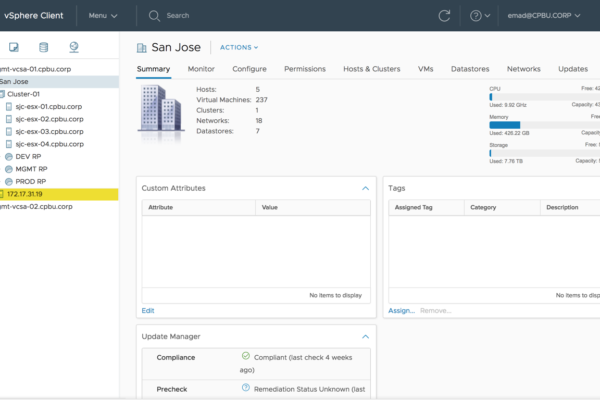 vSphere Client Menu Search emad@CPBU.CORP
San Jose ACTIONS
Summary Monitor Configure Permissions Hosts & Clusters VMs Datastores Networks Updates
mgmt-vcsa-01.cpbu.corp
San Jose
Cluster-01
sjc-esx-01.cpbu.corp
sjc-esx-02.cpbu.corp
sjc-esx-03.cpbu.corp
sjc-esx-04.cpbu.corp
DEV RP
MGMT RP
PROD RP
172.17.31.19
mgmt-vcsa-02.cpbu.corp
Hosts: 5
Virtual Machines: 237
Clusters: 1
Networks: 18
Datastores: 7
CPU Free: 42
Used: 9.92 GHz Capacity: 43
Memory Free:
Used: 426.22 GB Capacity:
Storage Free:
Used: 7.76 TB Capacity:
Custom Attributes
Attribute Value
No items to display
Edit
Tags
Assigned Tag Category Description
No items to disp
Assign... Remove...
Update Manager
Compliance Compliant (last check 4 weeks
ago)
Precheck Remediation Status Unknown (last